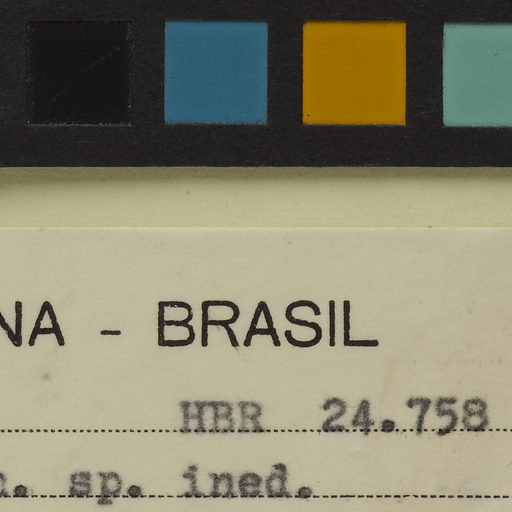 NA - BRASIL
HBR 24.758
. sp. ined.